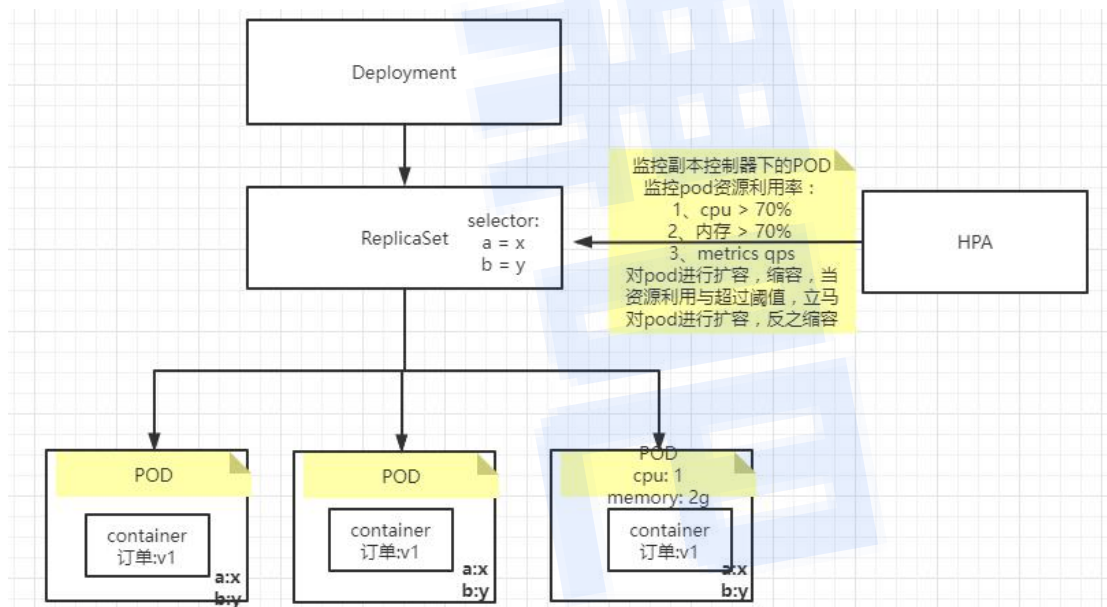 Deployment
监控副本控制器下的POD
监控pod资源利用率：
1、cpu > 70%
2、内存 > 70%
3、metrics qps
对pod进行扩容，缩容，当
资源利用与超过阈值，立马
对pod进行扩容，反之缩容
ReplicaSet
selector:
a = x
b = y
HPA
POD
container
订单:v1
a:x
b:y
POD
container
订单:v1
a:x
b:y
POD
cpu: 1
memory: 2g
container
订单:v1
a:x
b:y